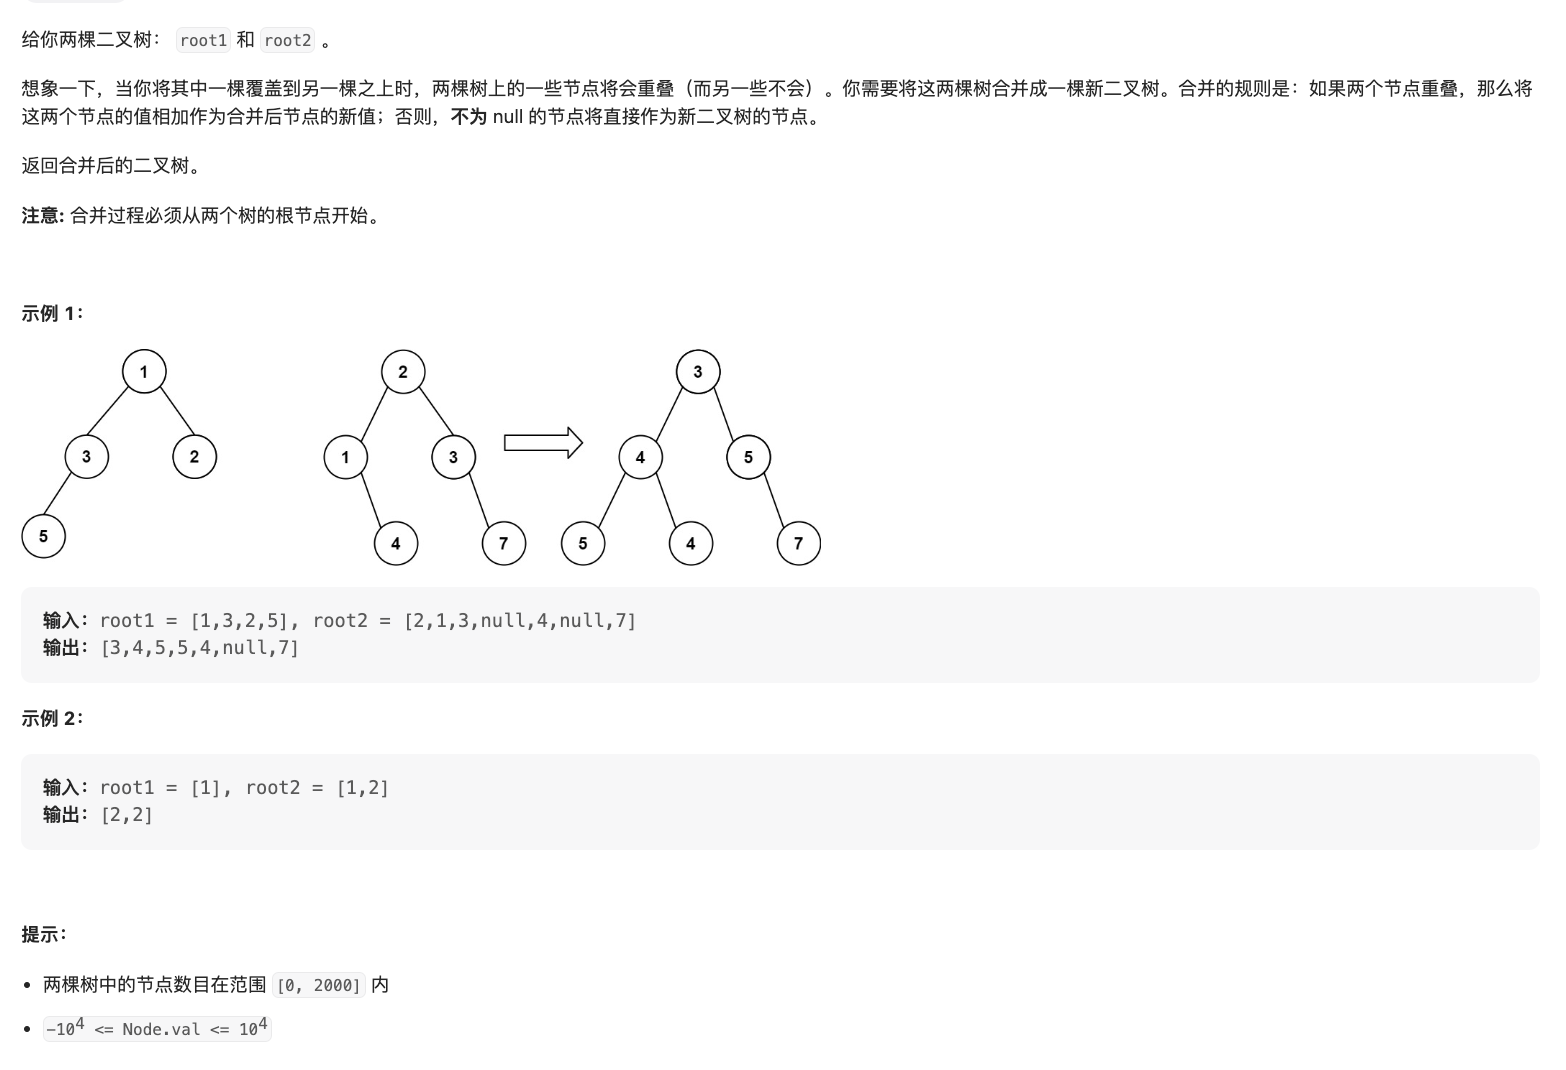 给你两棵二叉树： root1 和 root2 。
想象一下，当你将其中一棵覆盖到另一棵之上时，两棵树上的一些节点将会重叠（而另一些不会）。你需要将这两棵树合并成一棵新二叉树。合并的规则是：如果两个节点重叠，那么将
这两个节点的值相加作为合并后节点的新值；否则，不为 null 的节点将直接作为新二叉树的节点。
返回合并后的二叉树。
注意: 合并过程必须从两个树的根节点开始。
示例 1：
1 2 3
3 2 1 3 4 5
5 4 7 5 4 7
输入：root1 = [1,3,2,5], root2 = [2,1,3,null,4,null,7]
输出：[3,4,5,5,4,null,7]
示例 2：
输入：root1 = [1], root2 = [1,2]
输出：[2,2]
提示：
• 两棵树中的节点数目在范围 [0, 2000] 内
• -10⁴ <= Node.val <= 10⁴